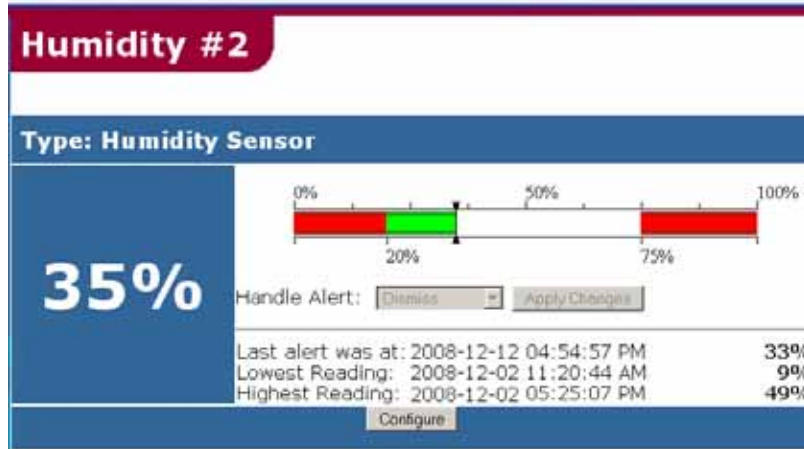 Humidity #2
Type: Humidity Sensor
0% 50% 100%
20% 75%
35%
Handle Alert: Dismiss Apply Changes
Last alert was at: 2008-12-12 04:54:57 PM 33%
Lowest Reading: 2008-12-02 11:20:44 AM 9%
Highest Reading: 2008-12-02 05:25:07 PM 49%
Configure